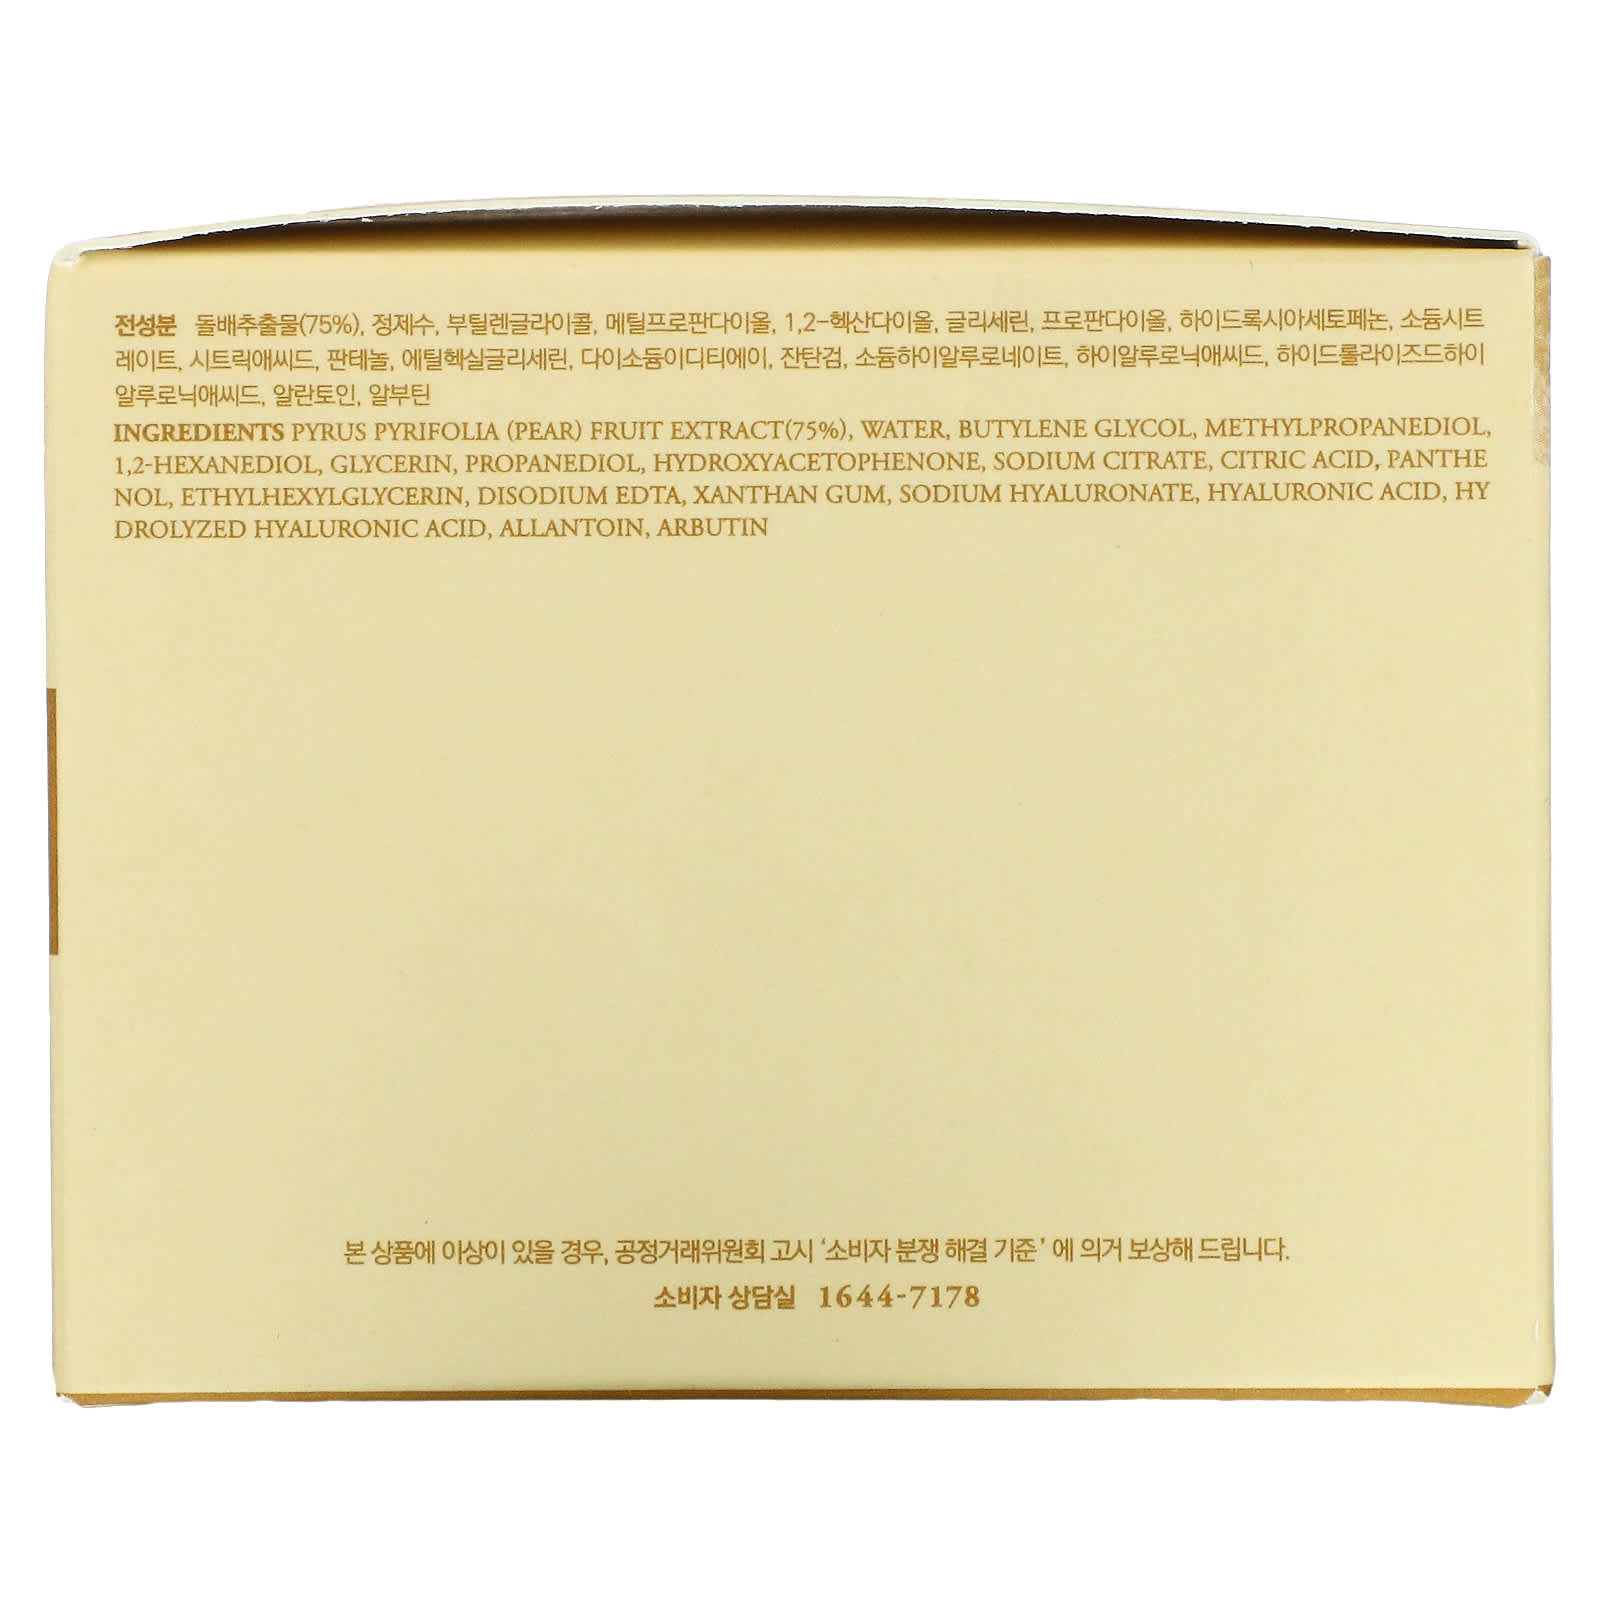 전성분 돌배추출물(75%), 정제수, 부틸렌글라이콜, 메틸프로판다이올, 1,2-헥산다이올, 글리세린, 프로판다이올, 하이드록시아세토페논, 소듐시트
레이트, 시트릭애씨드, 판테놀, 에틸헥실글리세린, 다이소듐이디티에이, 잔탄검, 소듐하이알루로네이트, 하이알루로닉애씨드, 하이드롤라이즈드하이
알루로닉애씨드, 알란토인, 알부틴
INGREDIENTS PYRUS PYRIFOLIA (PEAR) FRUIT EXTRACT(75%), WATER, BUTYLENE GLYCOL, METHYLPROPANEDIOL,
1,2-HEXANEDIOL, GLYCERIN, PROPANEDIOL, HYDROXYACETOPHENONE, SODIUM CITRATE, CITRIC ACID, PANTHE
NOL, ETHYLHEXYLGLYCERIN, DISODIUM EDTA, XANTHAN GUM, SODIUM HYALURONATE, HYALURONIC ACID, HY
DROLYZED HYALURONIC ACID, ALLANTOIN, ARBUTIN
본 상품에 이상이 있을 경우, 공정거래위원회 고시 '소비자 분쟁 해결 기준' 에 의거 보상해 드립니다.
소비자 상담실 1644-7178